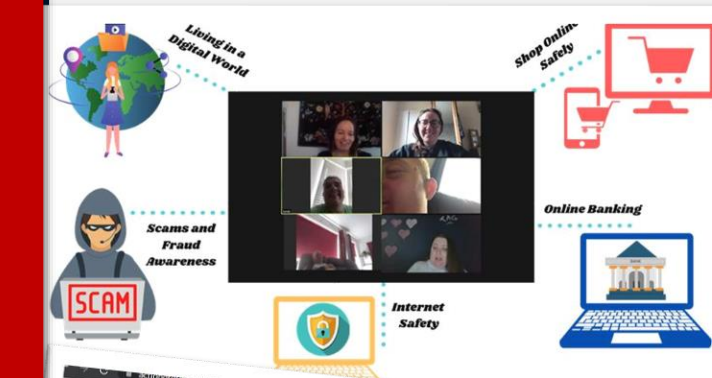 Living in a
Digital World
Shop Online
Safely
Scams and
Fraud
Awareness
SCAM
Internet
Safety
Online Banking